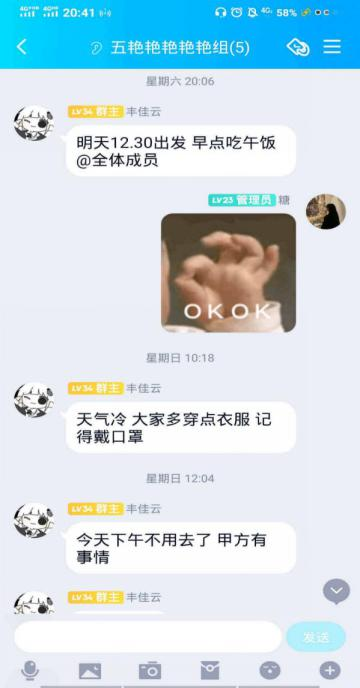 20:41
4G 58%
五艳艳艳艳艳组(5)
星期六 20:06
LV34 群主 丰佳云
明天12.30出发 早点吃午饭
@全体成员
LV23 管理员 糖
OKOK
星期日 10:18
LV34 群主 丰佳云
天气冷 大家多穿点衣服 记
得戴口罩
星期日 12:04
LV34 群主 丰佳云
今天下午不用去了 甲方有
事情
LV34 群主 丰佳云
发送